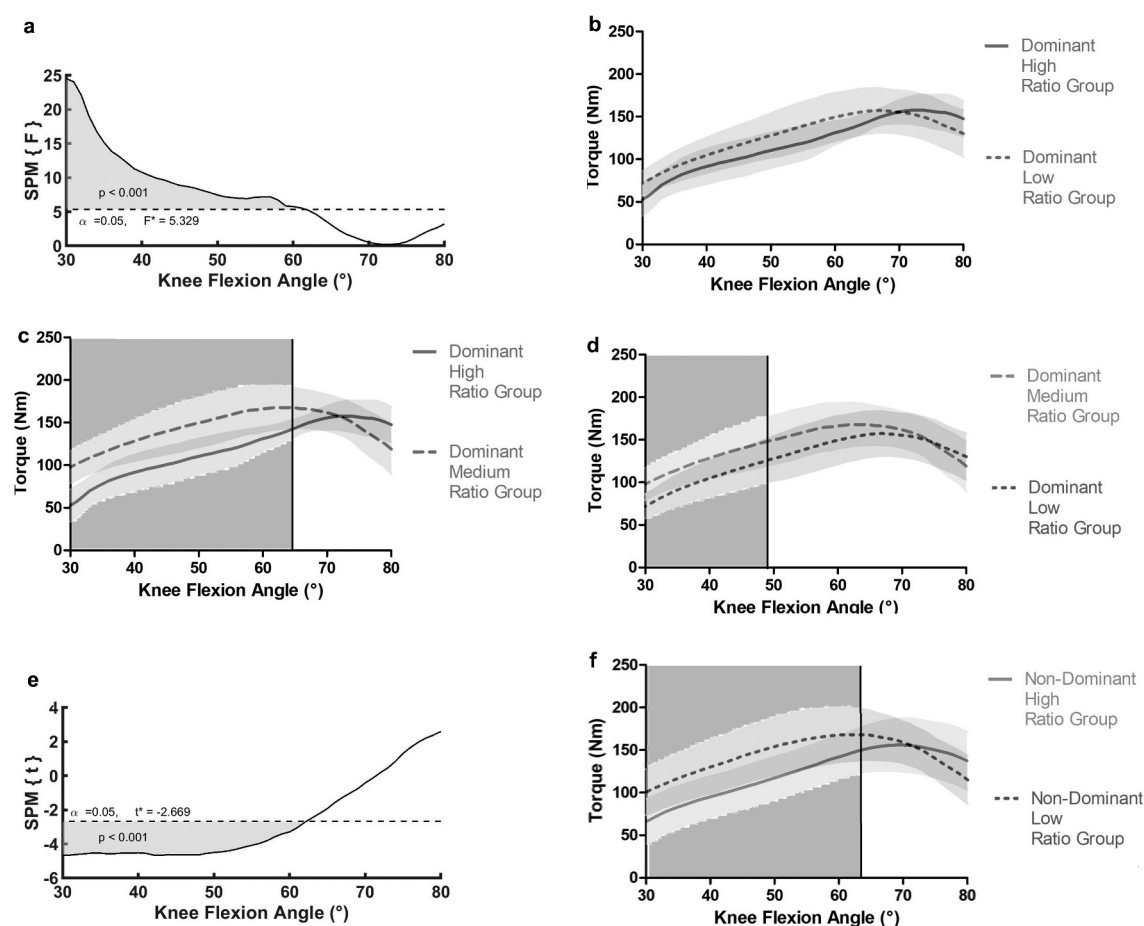 a
25
20
15
10
5
0
SPM { F }
p < 0.001
α =0.05, F* = 5.329
30 40 50 60 70 80
Knee Flexion Angle (°)
b
250
200
150
100
50
0
Torque (Nm)
30 40 50 60 70 80
Knee Flexion Angle (°)
Dominant
High
Ratio Group
Dominant
Low
Ratio Group
c
250
200
150
100
50
0
Torque (Nm)
30 40 50 60 70 80
Knee Flexion Angle (°)
Dominant
High
Ratio Group
Dominant
Medium
Ratio Group
d
250
200
150
100
50
0
Torque (Nm)
30 40 50 60 70 80
Knee Flexion Angle (°)
Dominant
Medium
Ratio Group
Dominant
Low
Ratio Group
e
4
2
0
-2
-4
-6
SPM { t }
α =0.05, t* = -2.669
p < 0.001
30 40 50 60 70 80
Knee Flexion Angle (°)
f
250
200
150
100
50
0
Torque (Nm)
30 40 50 60 70 80
Knee Flexion Angle (°)
Non-Dominant
High
Ratio Group
Non-Dominant
Low
Ratio Group